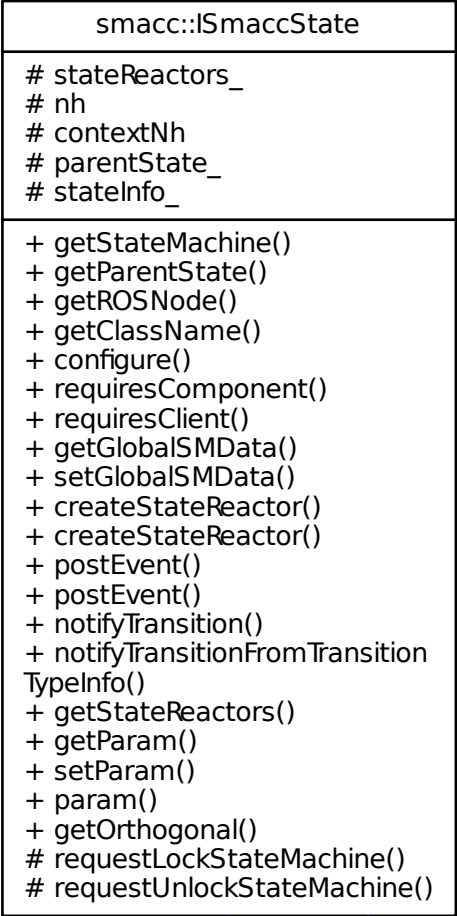 smacc::ISmaccState
# stateReactors_
# nh
# contextNh
# parentState_
# stateInfo_
+ getStateMachine()
+ getParentState()
+ getROSNode()
+ getClassName()
+ configure()
+ requiresComponent()
+ requiresClient()
+ getGlobalSMData()
+ setGlobalSMData()
+ createStateReactor()
+ createStateReactor()
+ postEvent()
+ postEvent()
+ notifyTransition()
+ notifyTransitionFromTransition
TypeInfo()
+ getStateReactors()
+ getParam()
+ setParam()
+ param()
+ getOrthogonal()
# requestLockStateMachine()
# requestUnlockStateMachine()